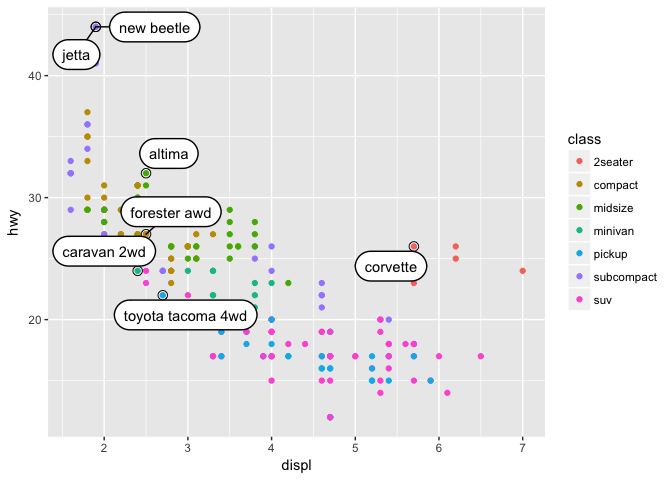 new beetle
jetta
altima
forester awd
caravan 2wd
corvette
toyota tacoma 4wd
40
30
20
hwy
2
3
4
5
6
7
displ
class
2seater
compact
midsize
minivan
pickup
subcompact
suv